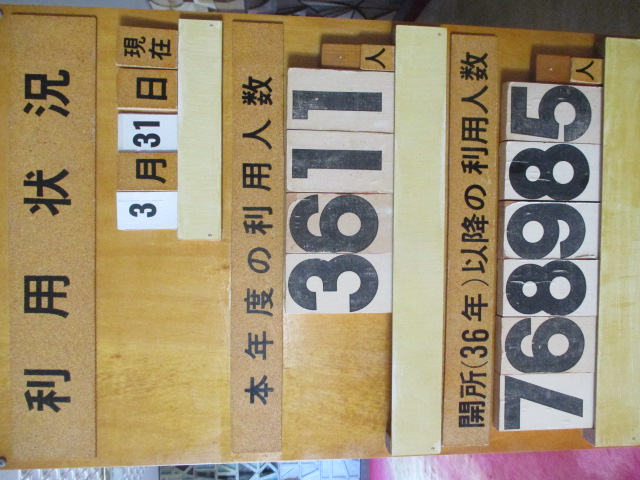 利用状況
3月31日現在
本年度の利用人数
3611人
開所(36年)以降の利用人数
768985人